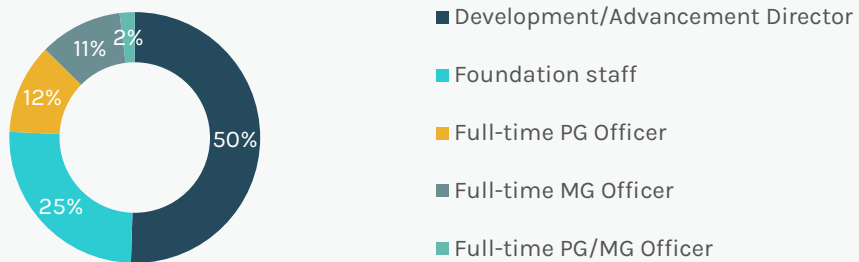 Development/Advancement Director
2%
11%
Foundation staff
12%
Full-time PG Officer
50%
Full-time MG Officer
25%
Full-time PG/MG Officer